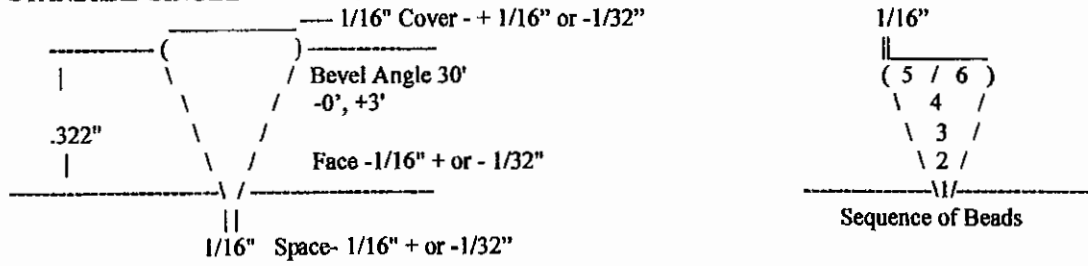 1/16" Cover - + 1/16" or -1/32"
Bevel Angle 30'
-0', +3'
.322"
Face -1/16" + or - 1/32"
1/16" Space- 1/16" + or -1/32"
1/16"
( 5 / 6 )
4
3
\ 2 /
\1/
Sequence of Beads